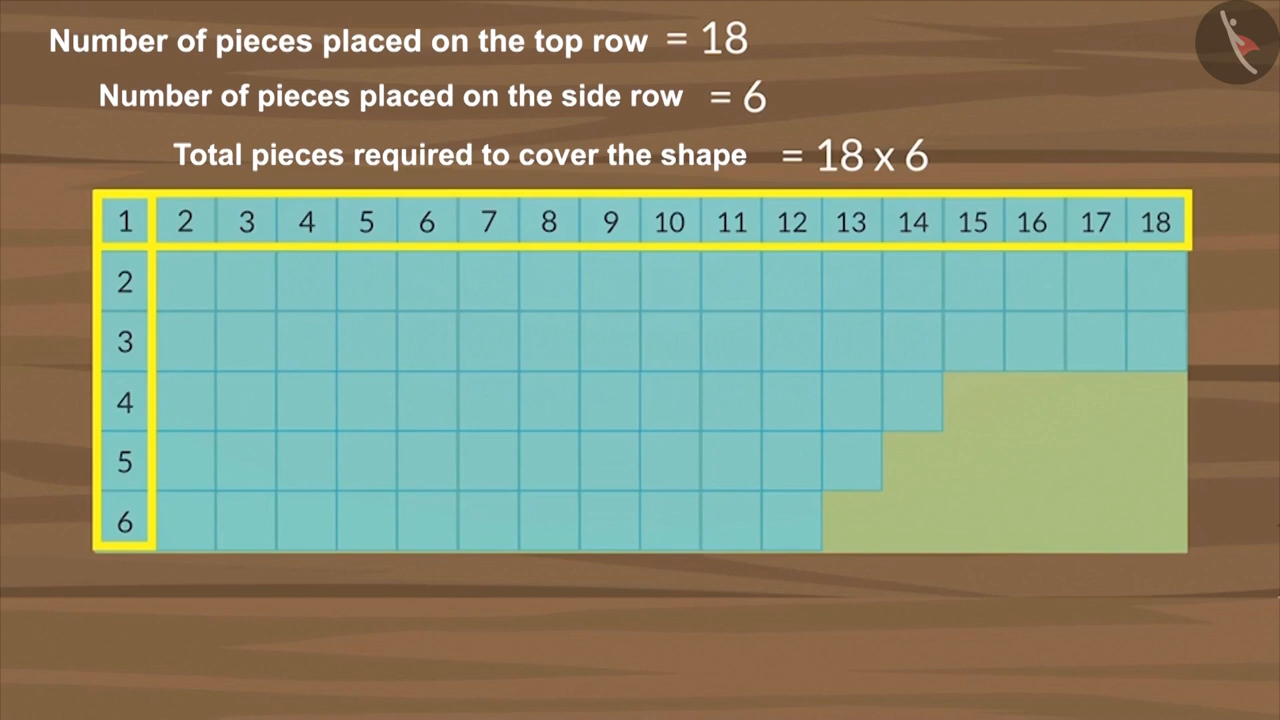 Number of pieces placed on the top row = 18
Number of pieces placed on the side row = 6
Total pieces required to cover the shape = 18 x 6
1 2 3 4 5 6 7 8 9 10 11 12 13 14 15 16 17 18
2
3
4
5
6